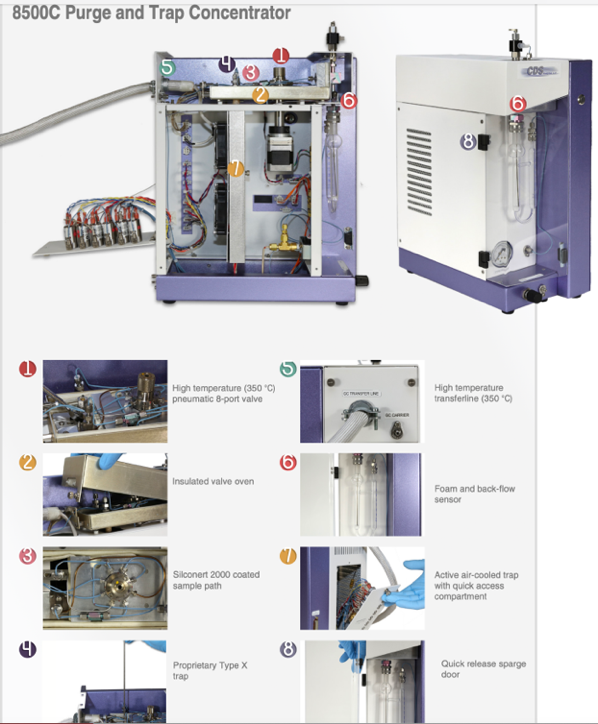 8500C Purge and Trap Concentrator
1
4
3
5
2
6
7
CDS
6
8
1
High temperature (350 °C)
pneumatic 8-port valve
2
Insulated valve oven
3
Silconert 2000 coated
sample path
4
Proprietary Type X
trap
5
GC TRANSFER LINE
GC CARRIER
High temperature
transferline (350 °C)
6
Foam and back-flow
sensor
7
Active air-cooled trap
with quick access
compartment
8
Quick release sparge
door